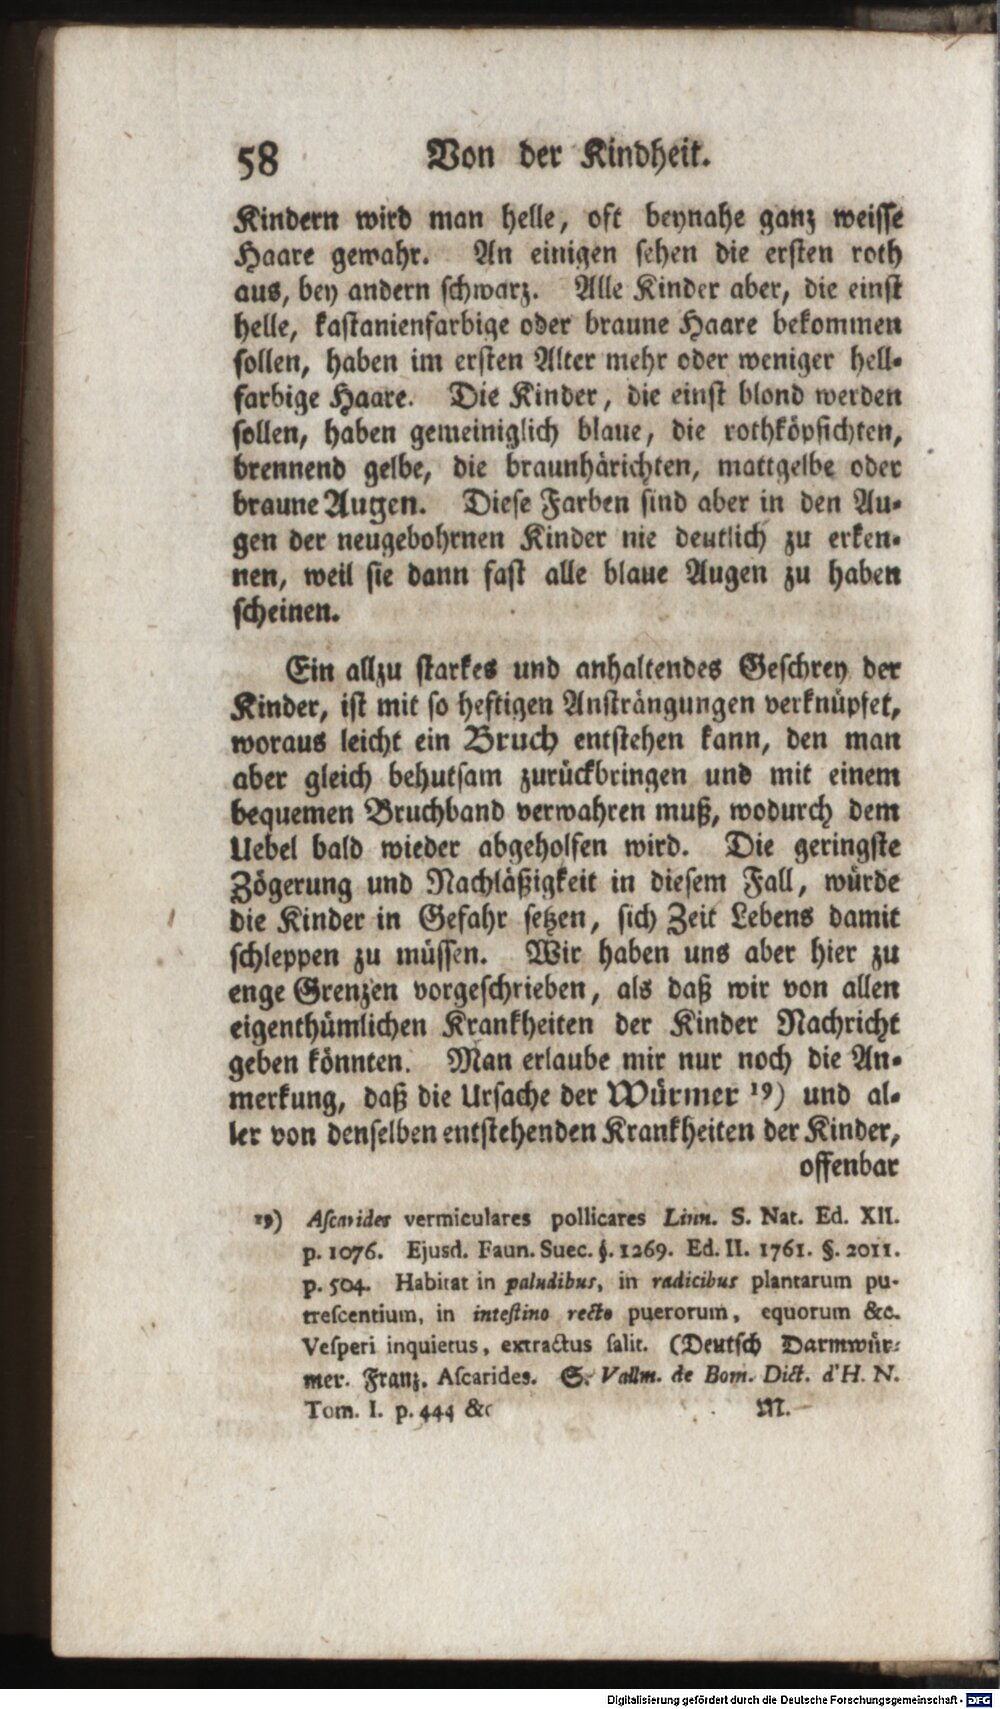 58 Von der Kindheit.
Kindern wird man helle, oft beynahe ganz weisse
Haare gewahr. An einigen sehen die ersten roth
aus, bey andern schwarz. Alle Kinder aber, die einst
helle, kastanienfarbige oder braune Haare bekommen
sollen, haben im ersten Alter mehr oder weniger hell-
farbige Haare. Die Kinder, die einst blond werden
sollen, haben gemeiniglich blaue, die rothköpfichten,
brennend gelbe, die braunhärichten, mattgelbe oder
braune Augen. Diese Farben sind aber in den Au-
gen der neugebohrnen Kinder nie deutlich zu erken-
nen, weil sie dann fast alle blaue Augen zu haben
scheinen.
Ein allzu starkes und anhaltendes Geschrey der
Kinder, ist mit so heftigen Ansträngungen verknüpfet,
woraus leicht ein Bruch entstehen kann, den man
aber gleich behutsam zurückbringen und mit einem
bequemen Bruchband verwahren muß, wodurch dem
Uebel bald wieder abgeholfen wird. Die geringste
Zögerung und Nachläßigkeit in diesem Fall, würde
die Kinder in Gefahr setzen, sich Zeit Lebens damit
schleppen zu müssen. Wir haben uns aber hier zu
enge Grenzen vorgeschrieben, als daß wir von allen
eigenthümlichen Krankheiten der Kinder Nachricht
geben könnten. Man erlaube mir nur noch die An-
merkung, daß die Ursache der Würmer 19) und al-
ler von denselben entstehenden Krankheiten der Kinder,
offenbar
19) Ascarides vermiculares pollicares Linn. S. Nat. Ed. XII.
p. 1076. Ejusd. Faun. Suec. §. 1269. Ed. II. 1761. §. 2011.
p. 504. Habitat in paludibus, in radicibus plantarum pu-
trescentium, in intestino recto puerorum, equorum &c.
Vesperi inquietus, extractus salit. (Deutsch Darmwür-
mer. Franz. Ascarides. S. Vallm. de Bom. Dict. d'H. N.
Tom. I. p. 444 &c M.
Digitalisierung gefördert durch die Deutsche Forschungsgemeinschaft - DFG